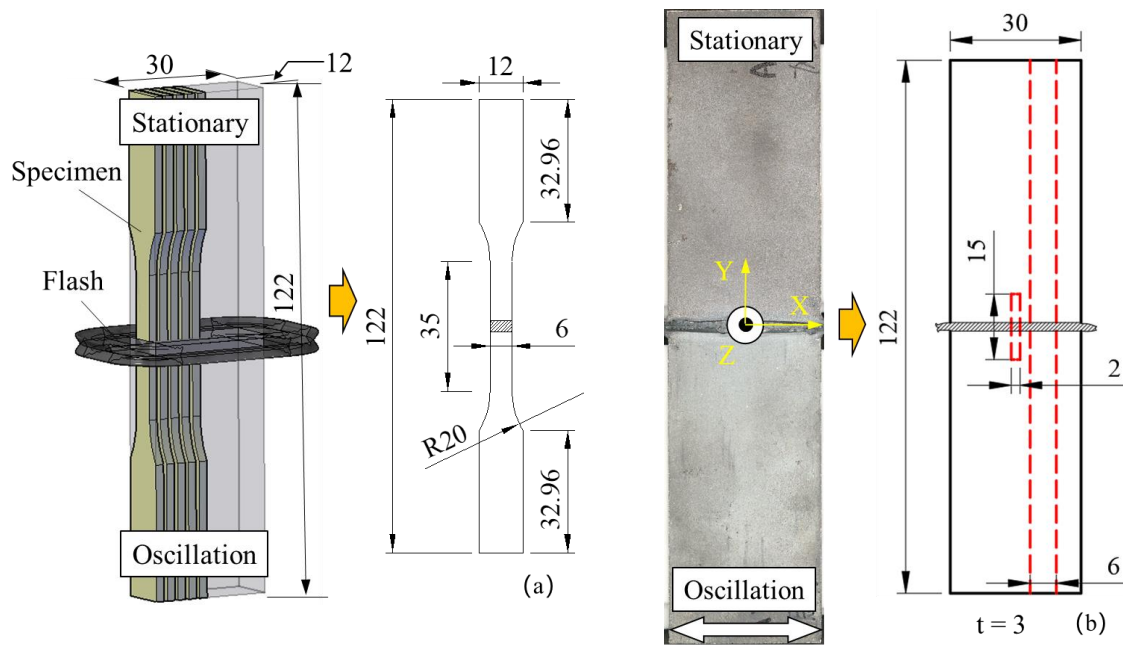 30
12
Stationary
Specimen
Flash
122
Oscillation
12
32.96
122
35
6
R20
32.96
(a)
Stationary
Y
X
Z
Oscillation
30
122
15
2
6
t = 3
(b)